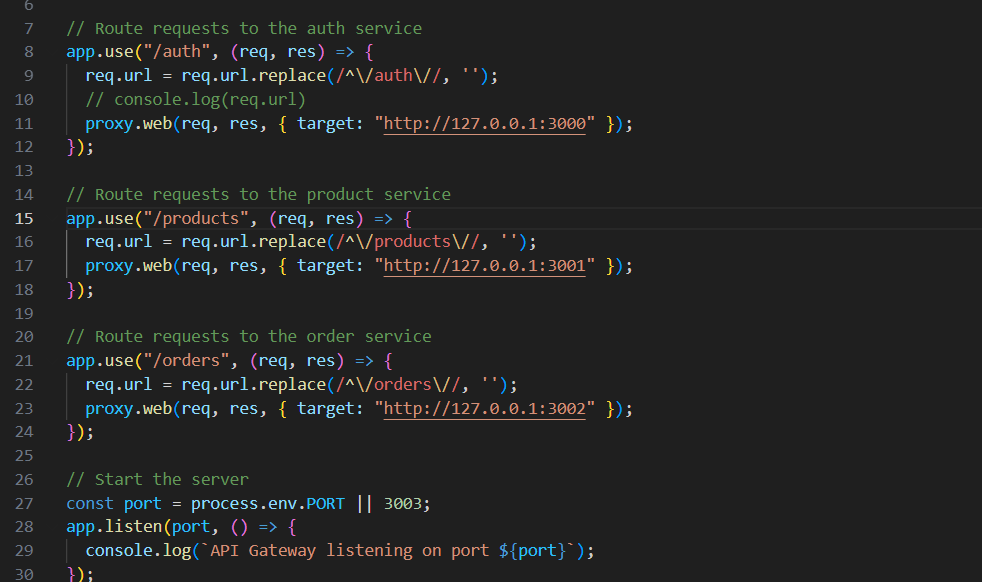 6
7 // Route requests to the auth service
8 app.use("/auth", (req, res) => {
9 req.url = req.url.replace(/^\/auth\//, '');
10 // console.log(req.url)
11 proxy.web(req, res, { target: "http://127.0.0.1:3000" });
12 });
13
14 // Route requests to the product service
15 app.use("/products", (req, res) => {
16 req.url = req.url.replace(/^\/products\//, '');
17 proxy.web(req, res, { target: "http://127.0.0.1:3001" });
18 });
19
20 // Route requests to the order service
21 app.use("/orders", (req, res) => {
22 req.url = req.url.replace(/^\/orders\//, '');
23 proxy.web(req, res, { target: "http://127.0.0.1:3002" });
24 });
25
26 // Start the server
27 const port = process.env.PORT || 3003;
28 app.listen(port, () => {
29 console.log(`API Gateway listening on port ${port}`);
30 });